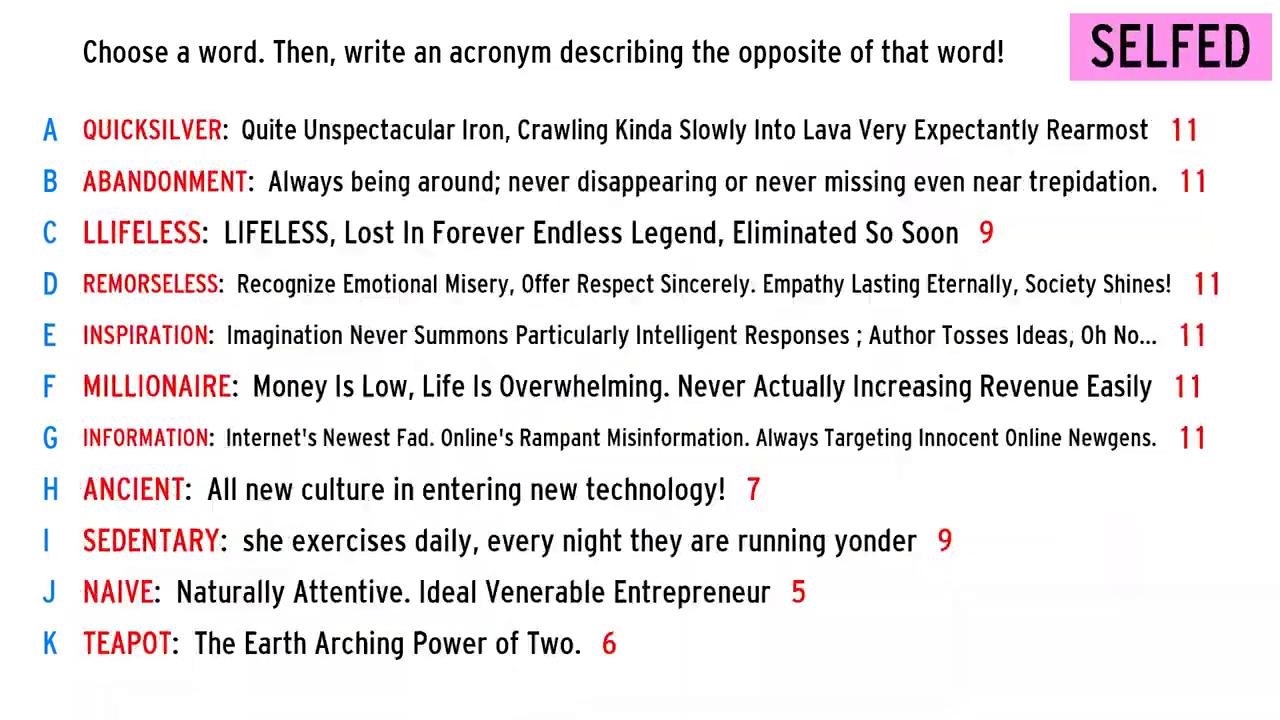 Choose a word. Then, write an acronym describing the opposite of that word!
SELFED
A QUICKSILVER: Quite Unspectacular Iron, Crawling Kinda Slowly Into Lava Very Expectantly Rearmost 11
B ABANDONMENT: Always being around; never disappearing or never missing even near trepidation. 11
C LLIFELESS: LIFELESS, Lost In Forever Endless Legend, Eliminated So Soon 9
D REMORSELESS: Recognize Emotional Misery, Offer Respect Sincerely. Empathy Lasting Eternally, Society Shines! 11
E INSPIRATION: Imagination Never Summons Particularly Intelligent Responses ; Author Tosses Ideas, Oh No... 11
F MILLIONAIRE: Money Is Low, Life Is Overwhelming. Never Actually Increasing Revenue Easily 11
G INFORMATION: Internet's Newest Fad. Online's Rampant Misinformation. Always Targeting Innocent Online Newgens. 11
H ANCIENT: All new culture in entering new technology! 7
I SEDENTARY: she exercises daily, every night they are running yonder 9
J NAIVE: Naturally Attentive. Ideal Venerable Entrepreneur 5
K TEAPOT: The Earth Arching Power of Two. 6